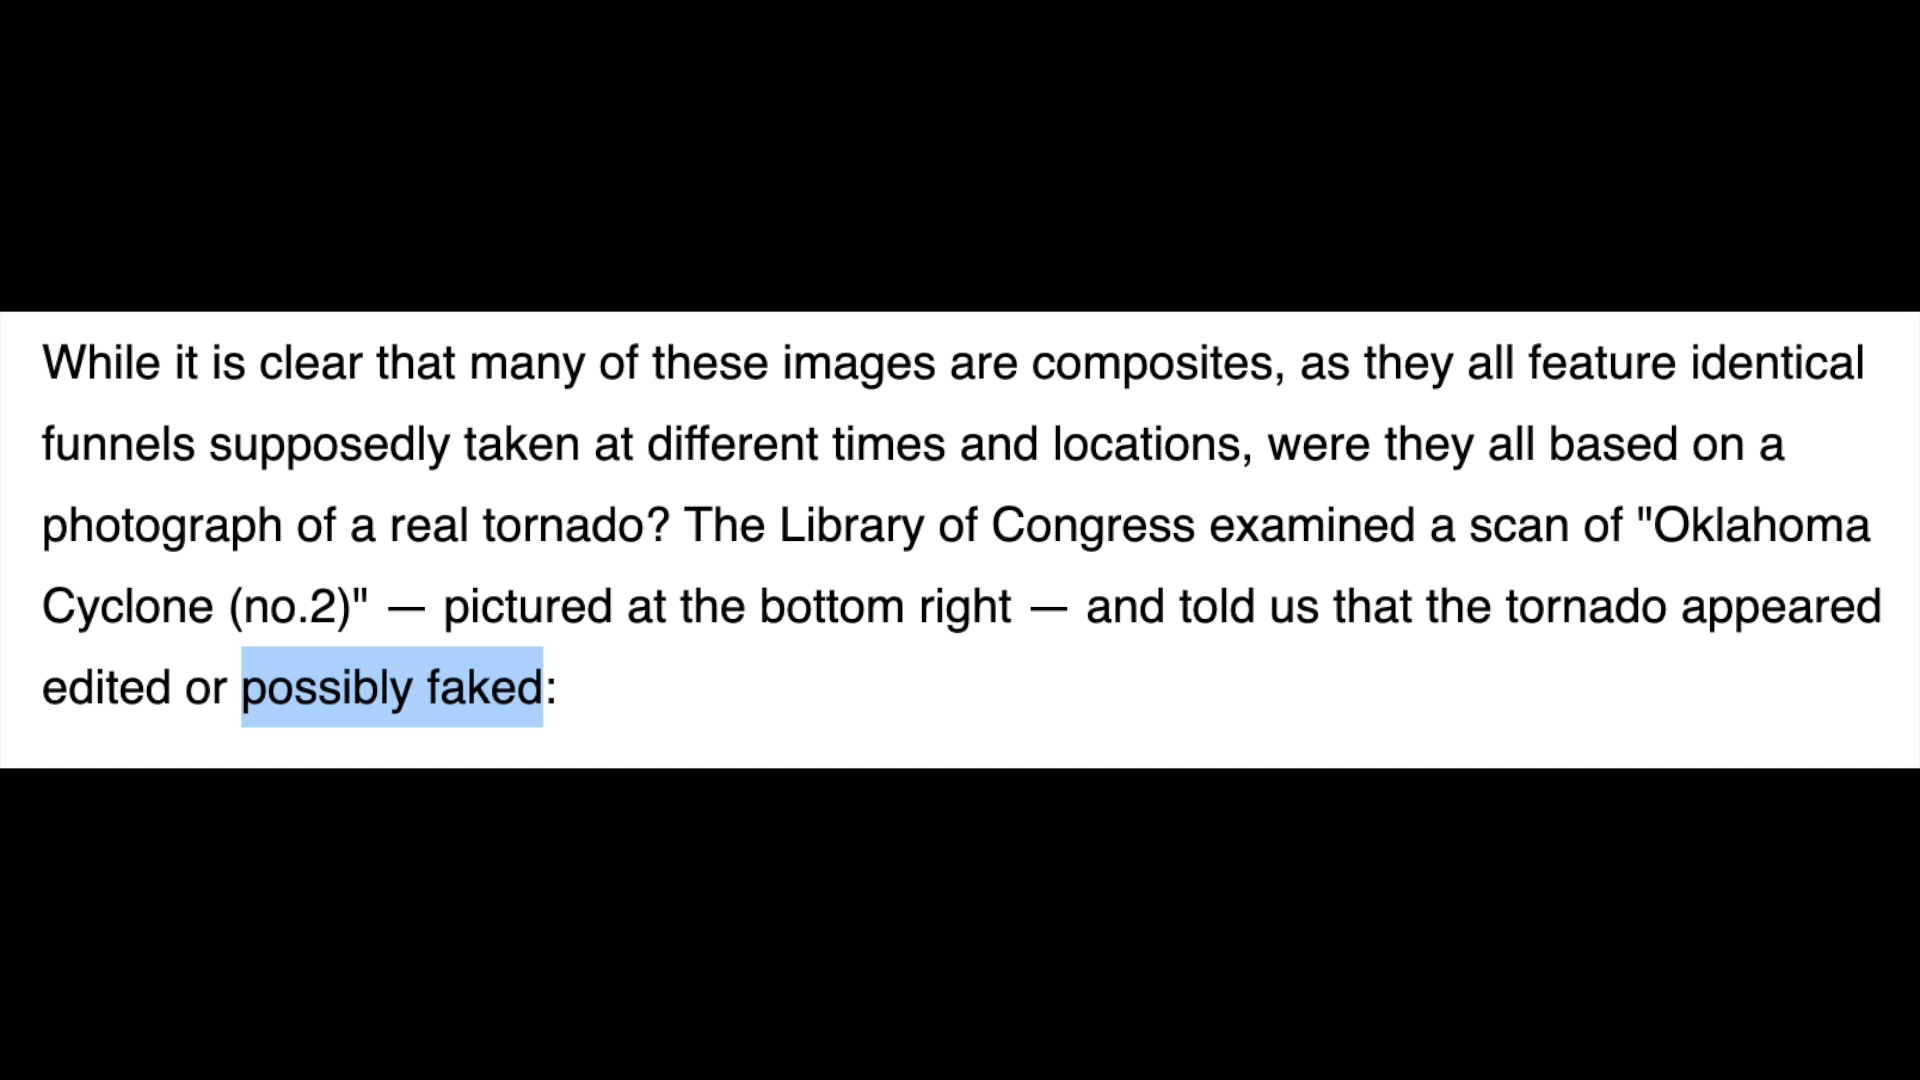 While it is clear that many of these images are composites, as they all feature identical
funnels supposedly taken at different times and locations, were they all based on a
photograph of a real tornado? The Library of Congress examined a scan of "Oklahoma
Cyclone (no.2)" — pictured at the bottom right — and told us that the tornado appeared
edited or possibly faked: